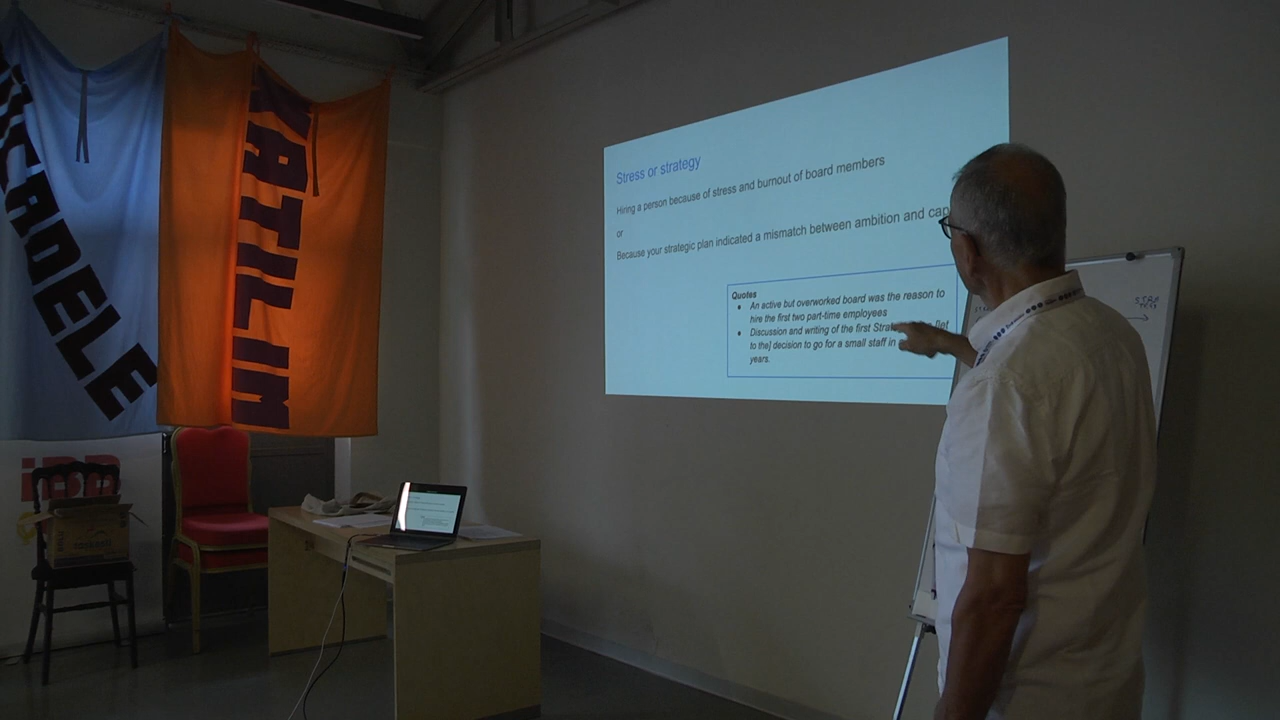 Stress or strategy
Hiring a person because of stress and burnout of board members
or
Because your strategic plan indicated a mismatch between ambition and cap
Quotes
● An active but overworked board was the reason to
hire the first two part-time employees
● Discussion and writing of the first Strat [let
to the] decision to go for a small staff in
years.
ÜCADELE
KATILIM